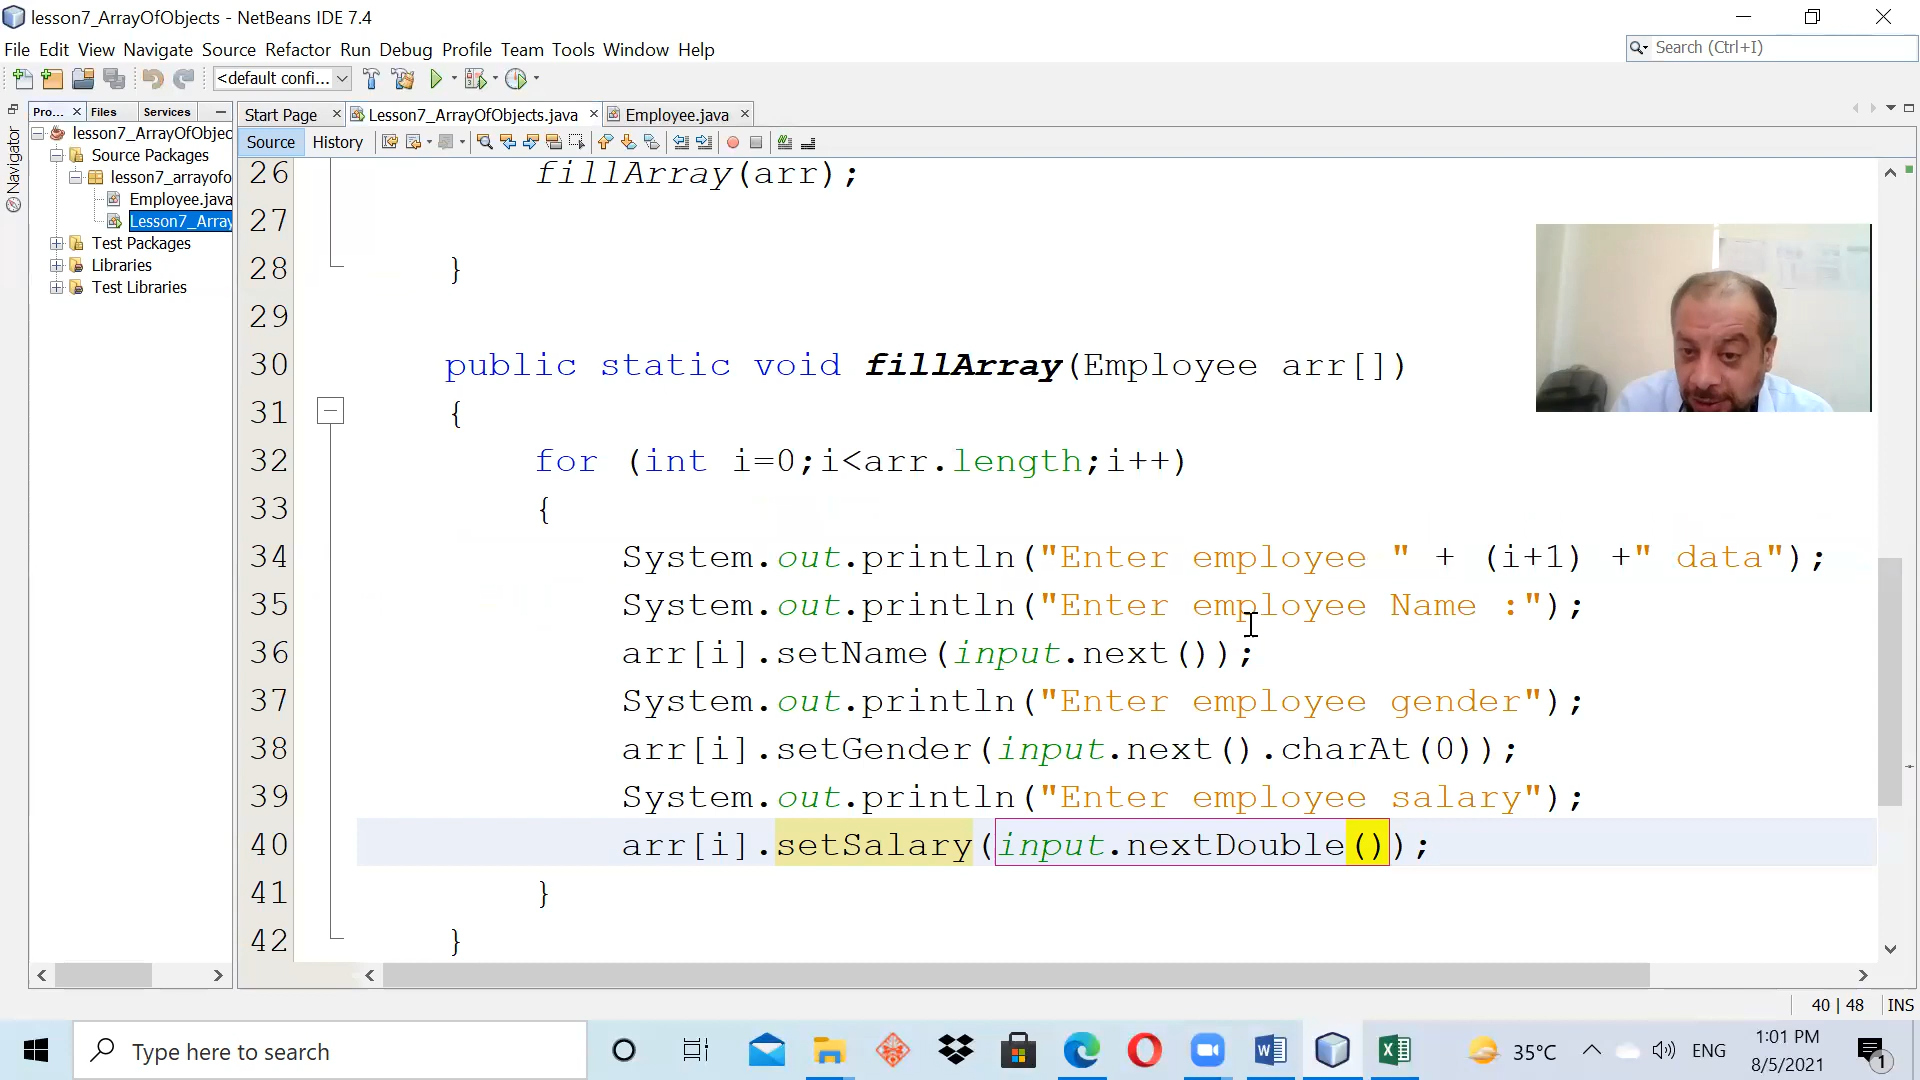 lesson7_ArrayOfObjects - NetBeans IDE 7.4
File Edit View Navigate Source Refactor Run Debug Profile Team Tools Window Help
Search (Ctrl+I)
<default confi...
Pro... Files Services
Start Page Lesson7_ArrayOfObjects.java Employee.java
Source History
Navigator
lesson7_ArrayOfObjec
Source Packages
lesson7_arrayofo
Employee.java
Lesson7_Array
Test Packages
Libraries
Test Libraries
26 fillArray(arr);
27
28 }
29
30 public static void fillArray(Employee arr[])
31 {
32 for (int i=0;i<arr.length;i++)
33 {
34 System.out.println("Enter employee " + (i+1) +" data");
35 System.out.println("Enter employee Name :");
36 arr[i].setName(input.next());
37 System.out.println("Enter employee gender");
38 arr[i].setGender(input.next().charAt(0));
39 System.out.println("Enter employee salary");
40 arr[i].setSalary(input.nextDouble());
41 }
42 }
40 | 48 INS
Type here to search
35°C
ENG
1:01 PM
8/5/2021
1